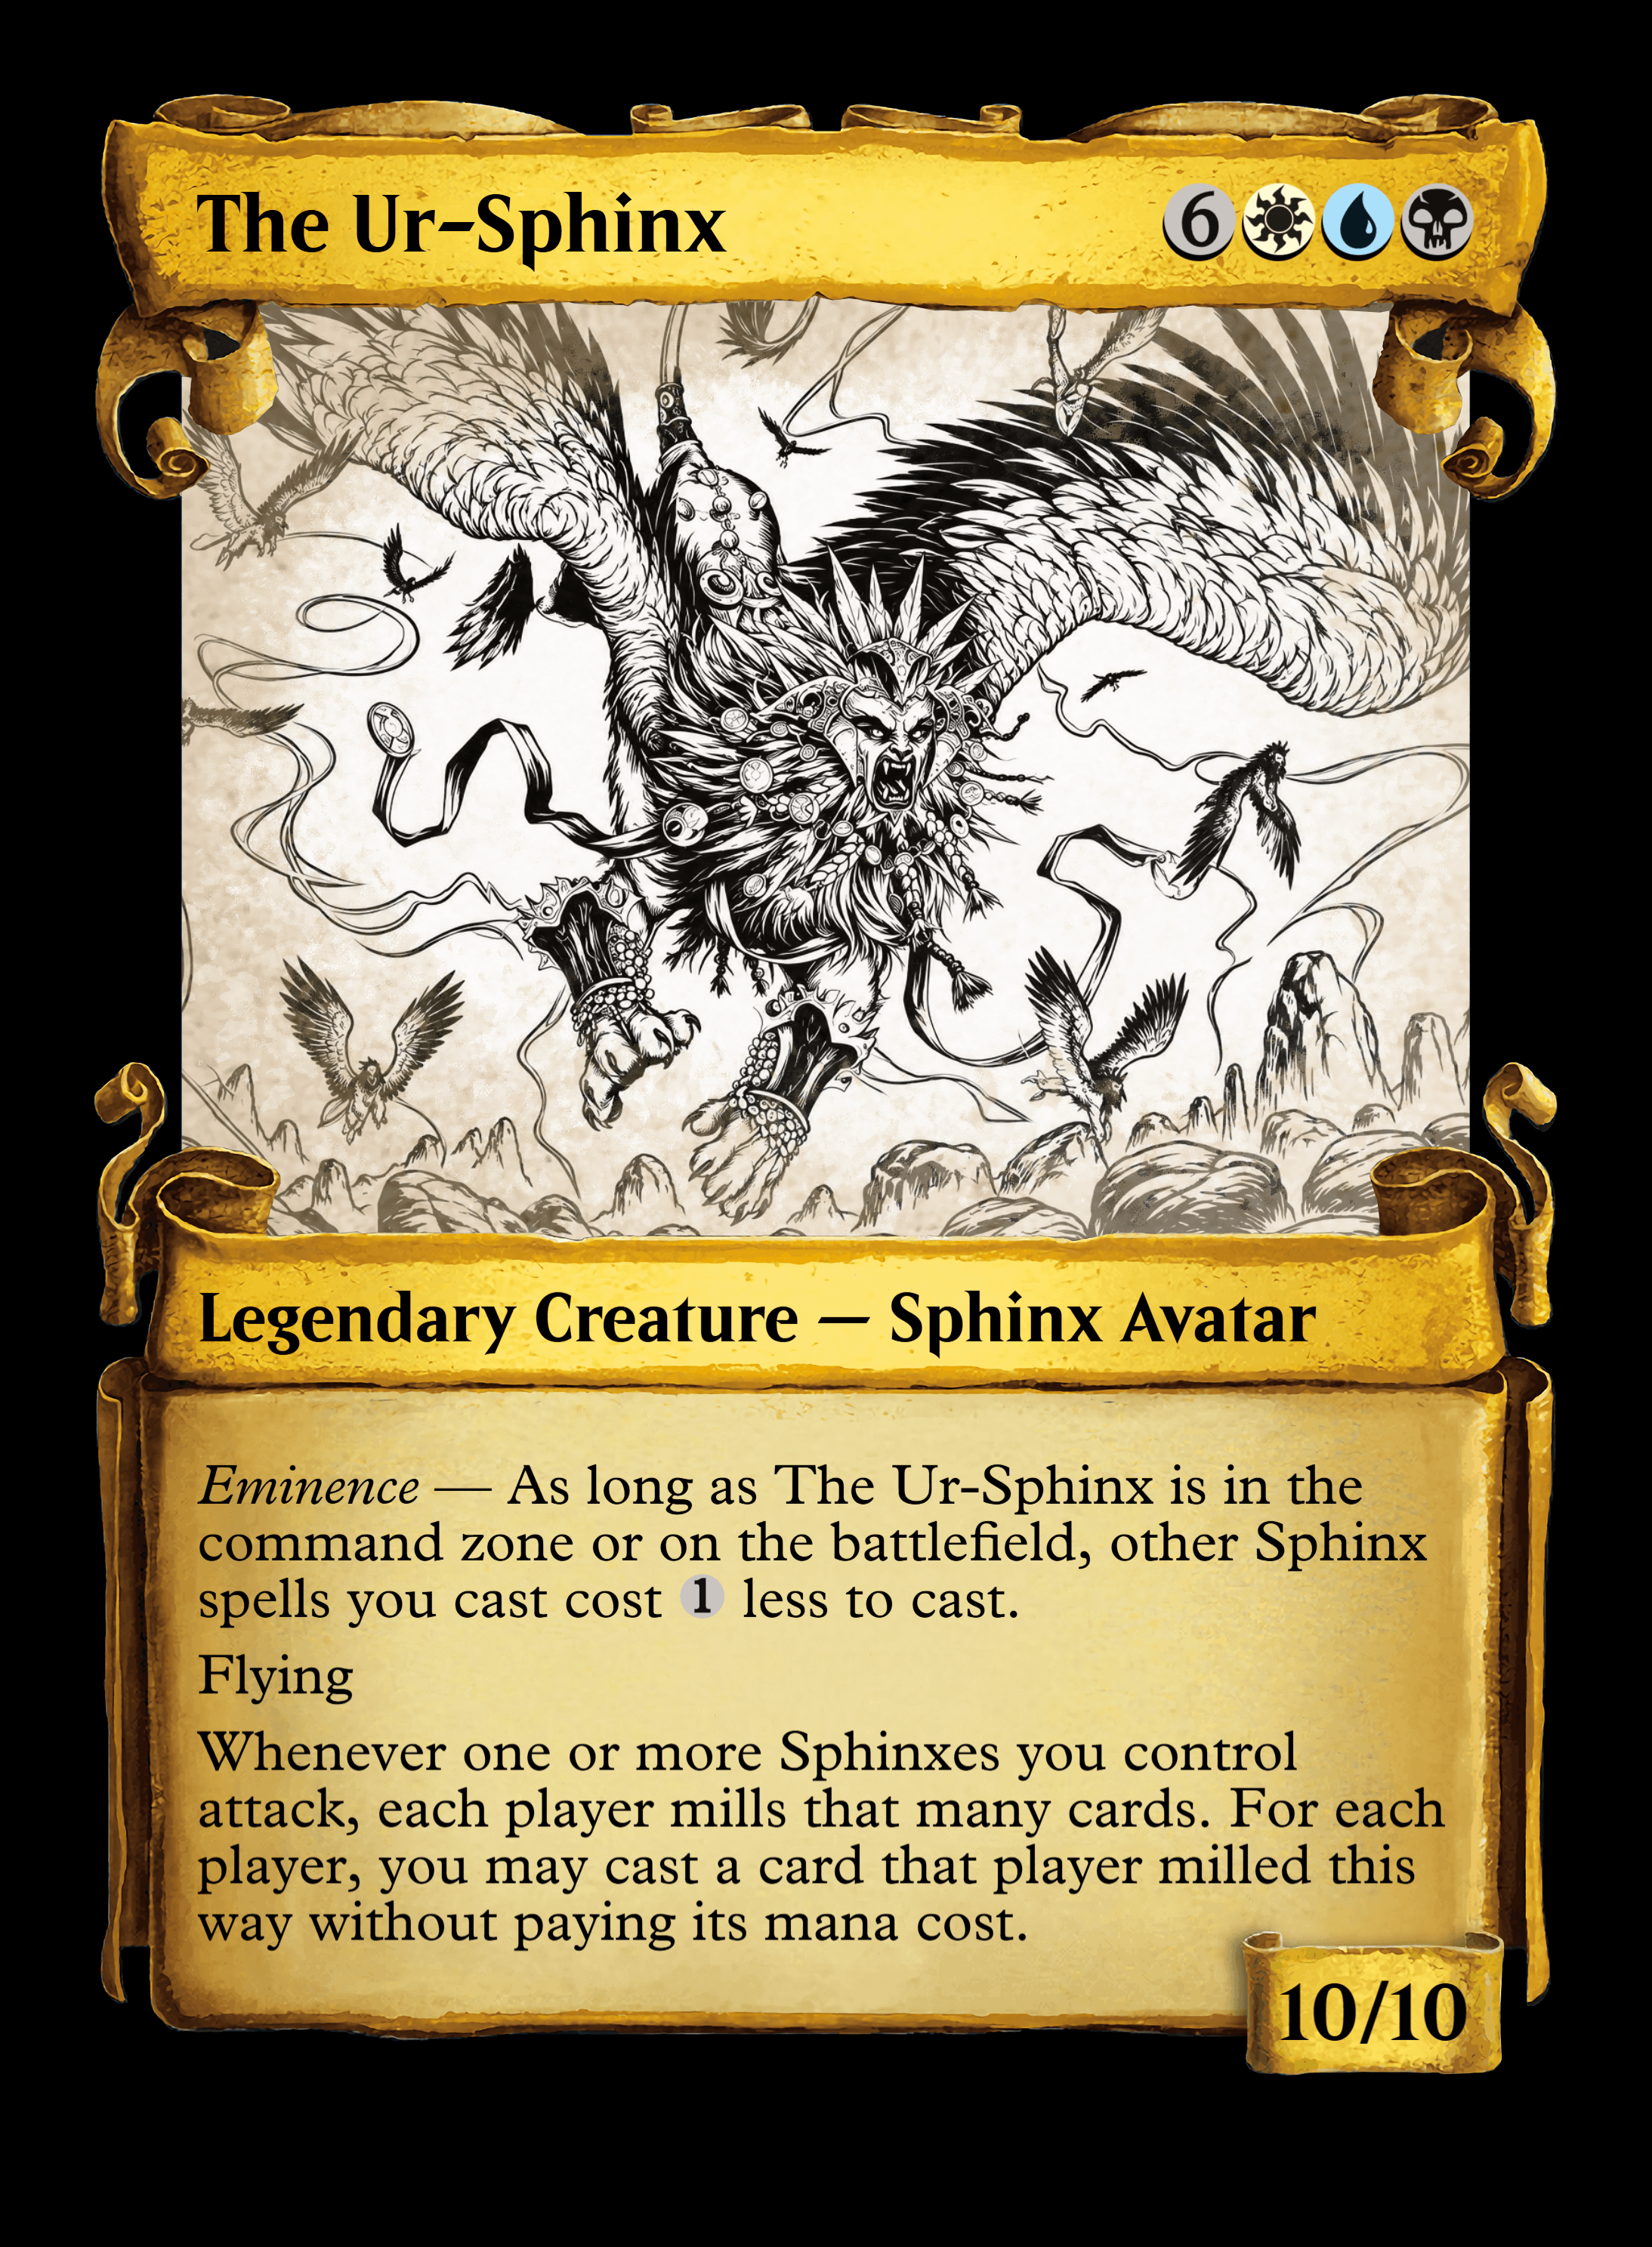 The Ur-Sphinx 6
Legendary Creature — Sphinx Avatar
Eminence — As long as The Ur-Sphinx is in the
command zone or on the battlefield, other Sphinx
spells you cast cost 1 less to cast.
Flying
Whenever one or more Sphinxes you control
attack, each player mills that many cards. For each
player, you may cast a card that player milled this
way without paying its mana cost.
10/10